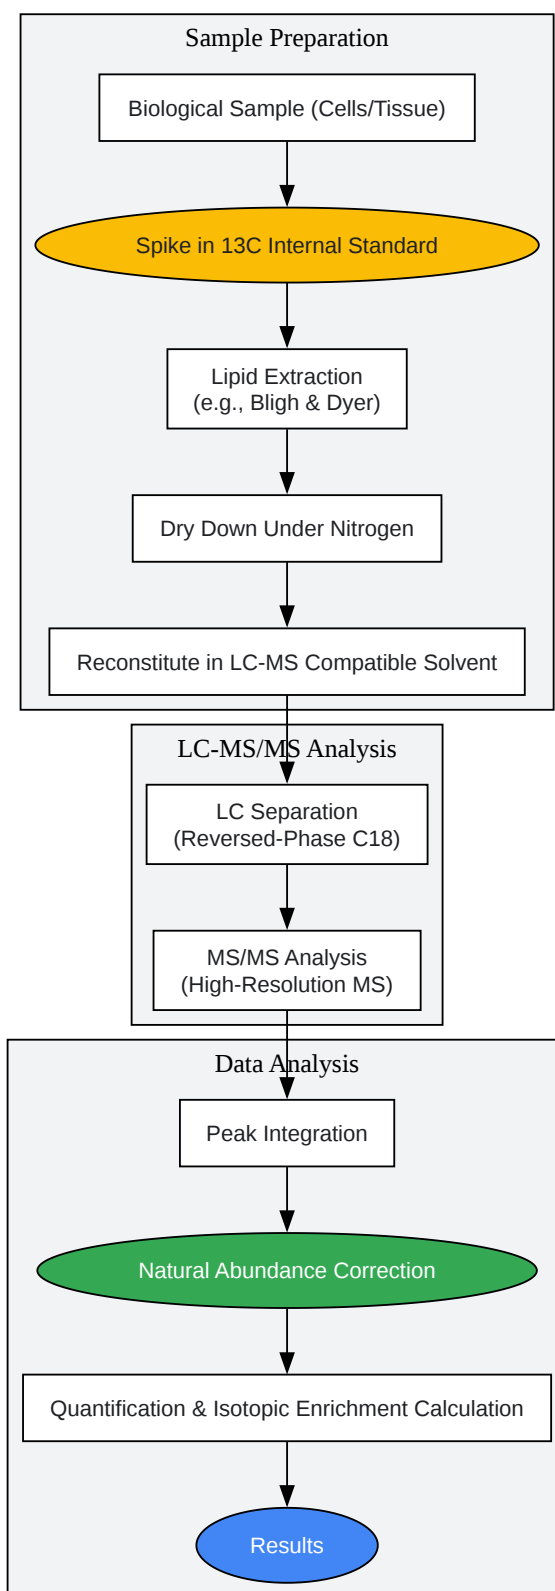 Sample Preparation
Biological Sample (Cells/Tissue)
Spike in 13C Internal Standard
Lipid Extraction
(e.g., Bligh & Dyer)
Dry Down Under Nitrogen
Reconstitute in LC-MS Compatible Solvent
LC-MS/MS Analysis
LC Separation
(Reversed-Phase C18)
MS/MS Analysis
(High-Resolution MS)
Data Analysis
Peak Integration
Natural Abundance Correction
Quantification & Isotopic Enrichment Calculation
Results